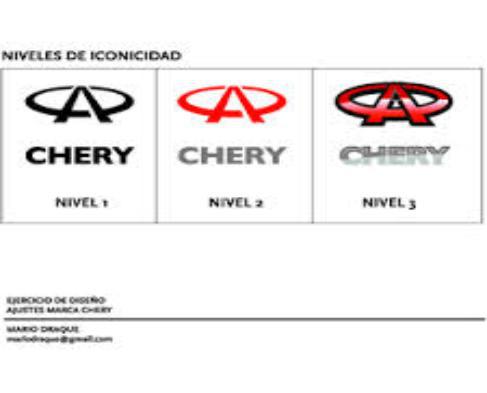 NIVELES DE ICONICIDAD
CHERY CHERY CHERY
NIVEL 1 NIVEL 2 NIVEL 3
EJERCICIO DE DISEÑO
AJUSTES MARCA CHERY
MARIO DRAQUE
mariodraque@gmail.com